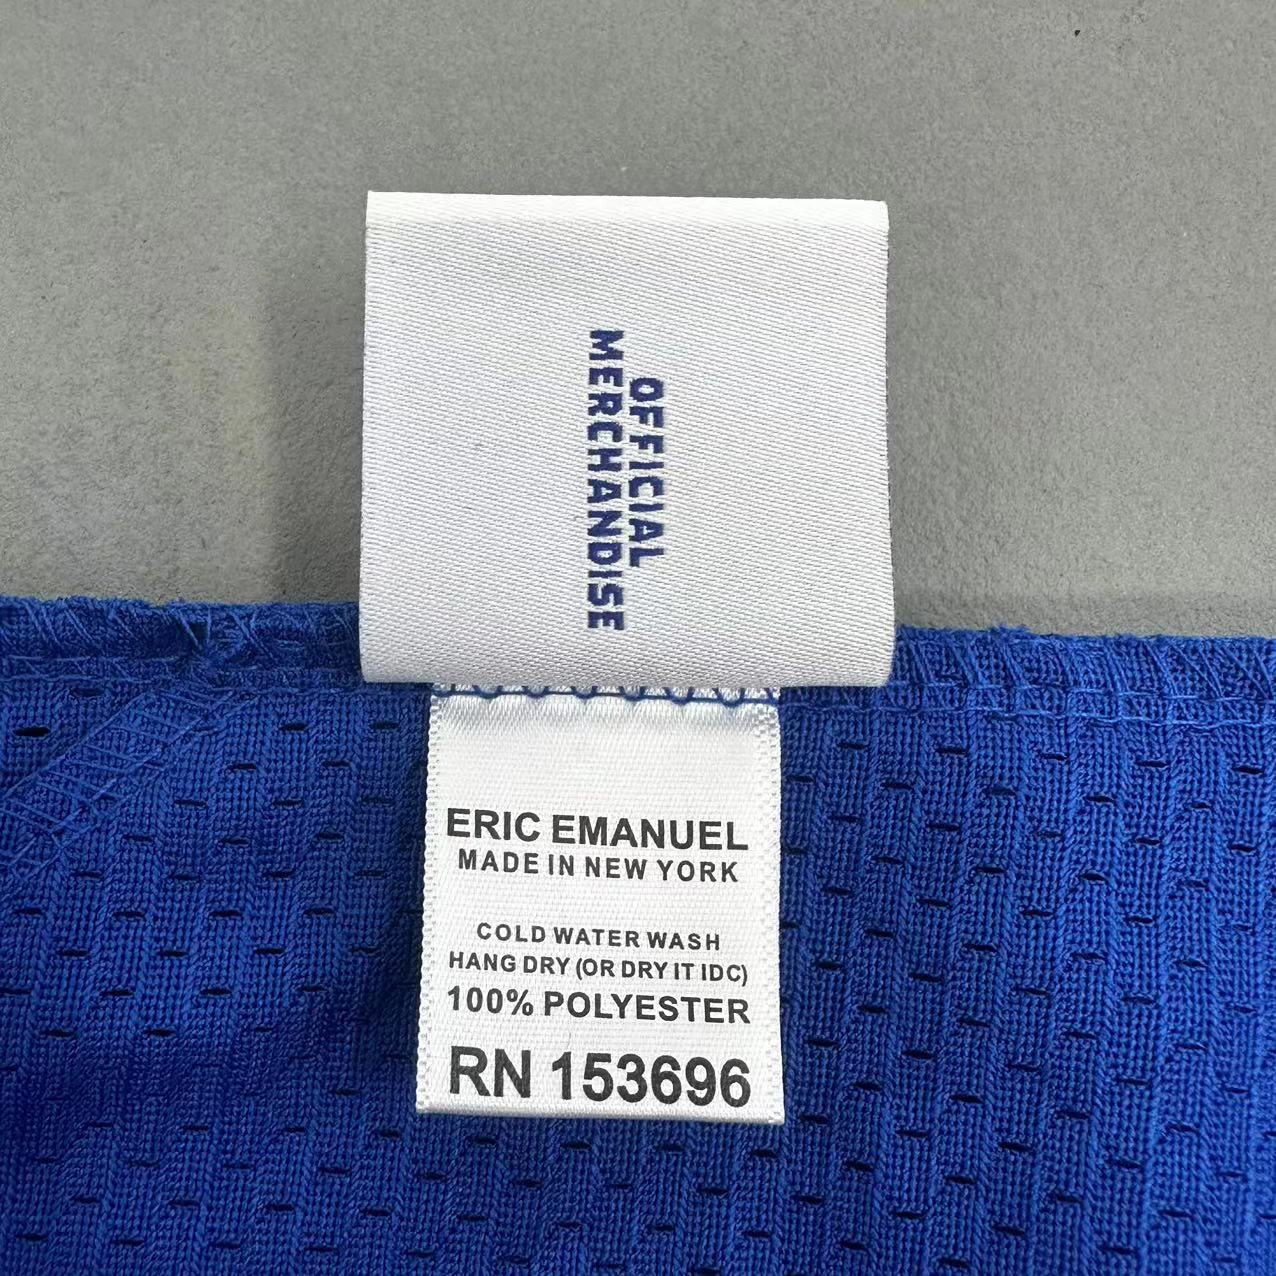 OFFICIAL
MERCHANDISE
ERIC EMANUEL
MADE IN NEW YORK
COLD WATER WASH
HANG DRY (OR DRY IT IDC)
100% POLYESTER
RN 153696